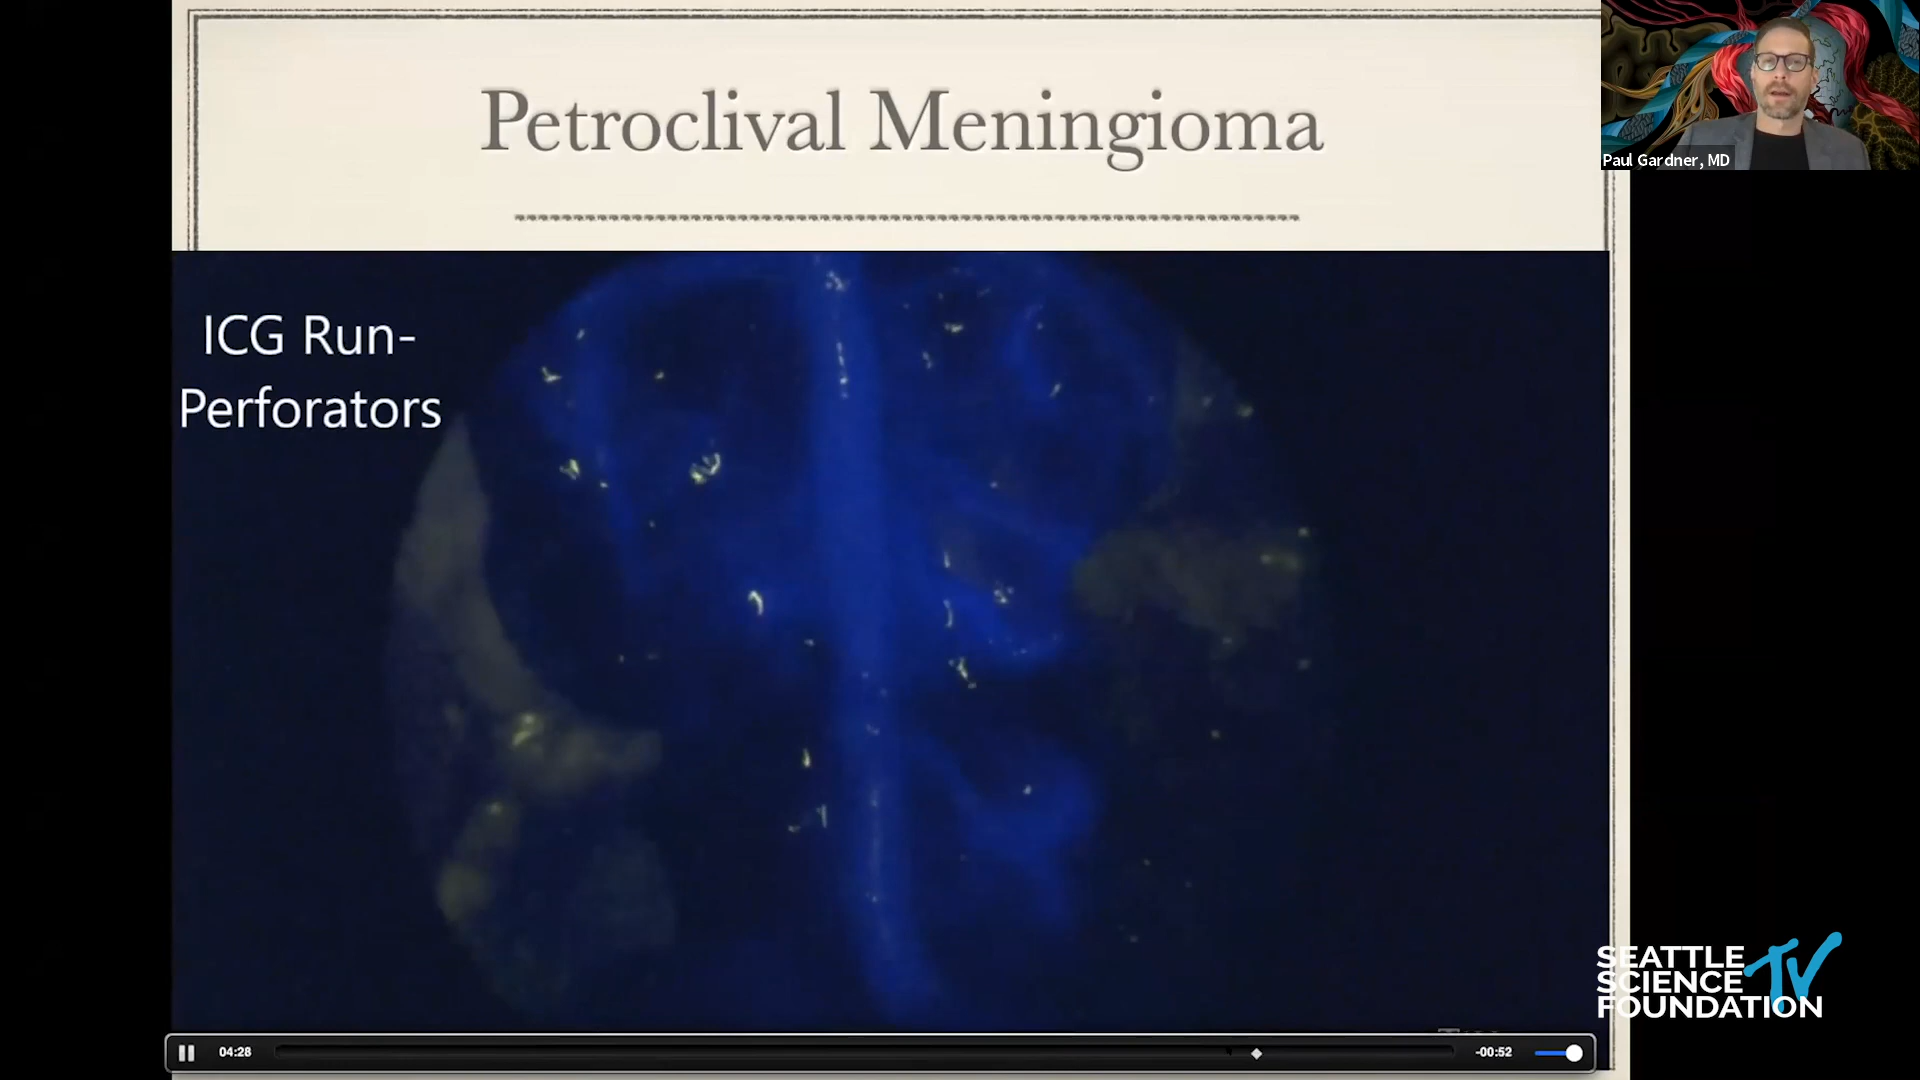 Petroclival Meningioma
Paul Gardner, MD
ICG Run-
Perforators
SEATTLE
SCIENCE
FOUNDATION
TV
04:28
-00:52